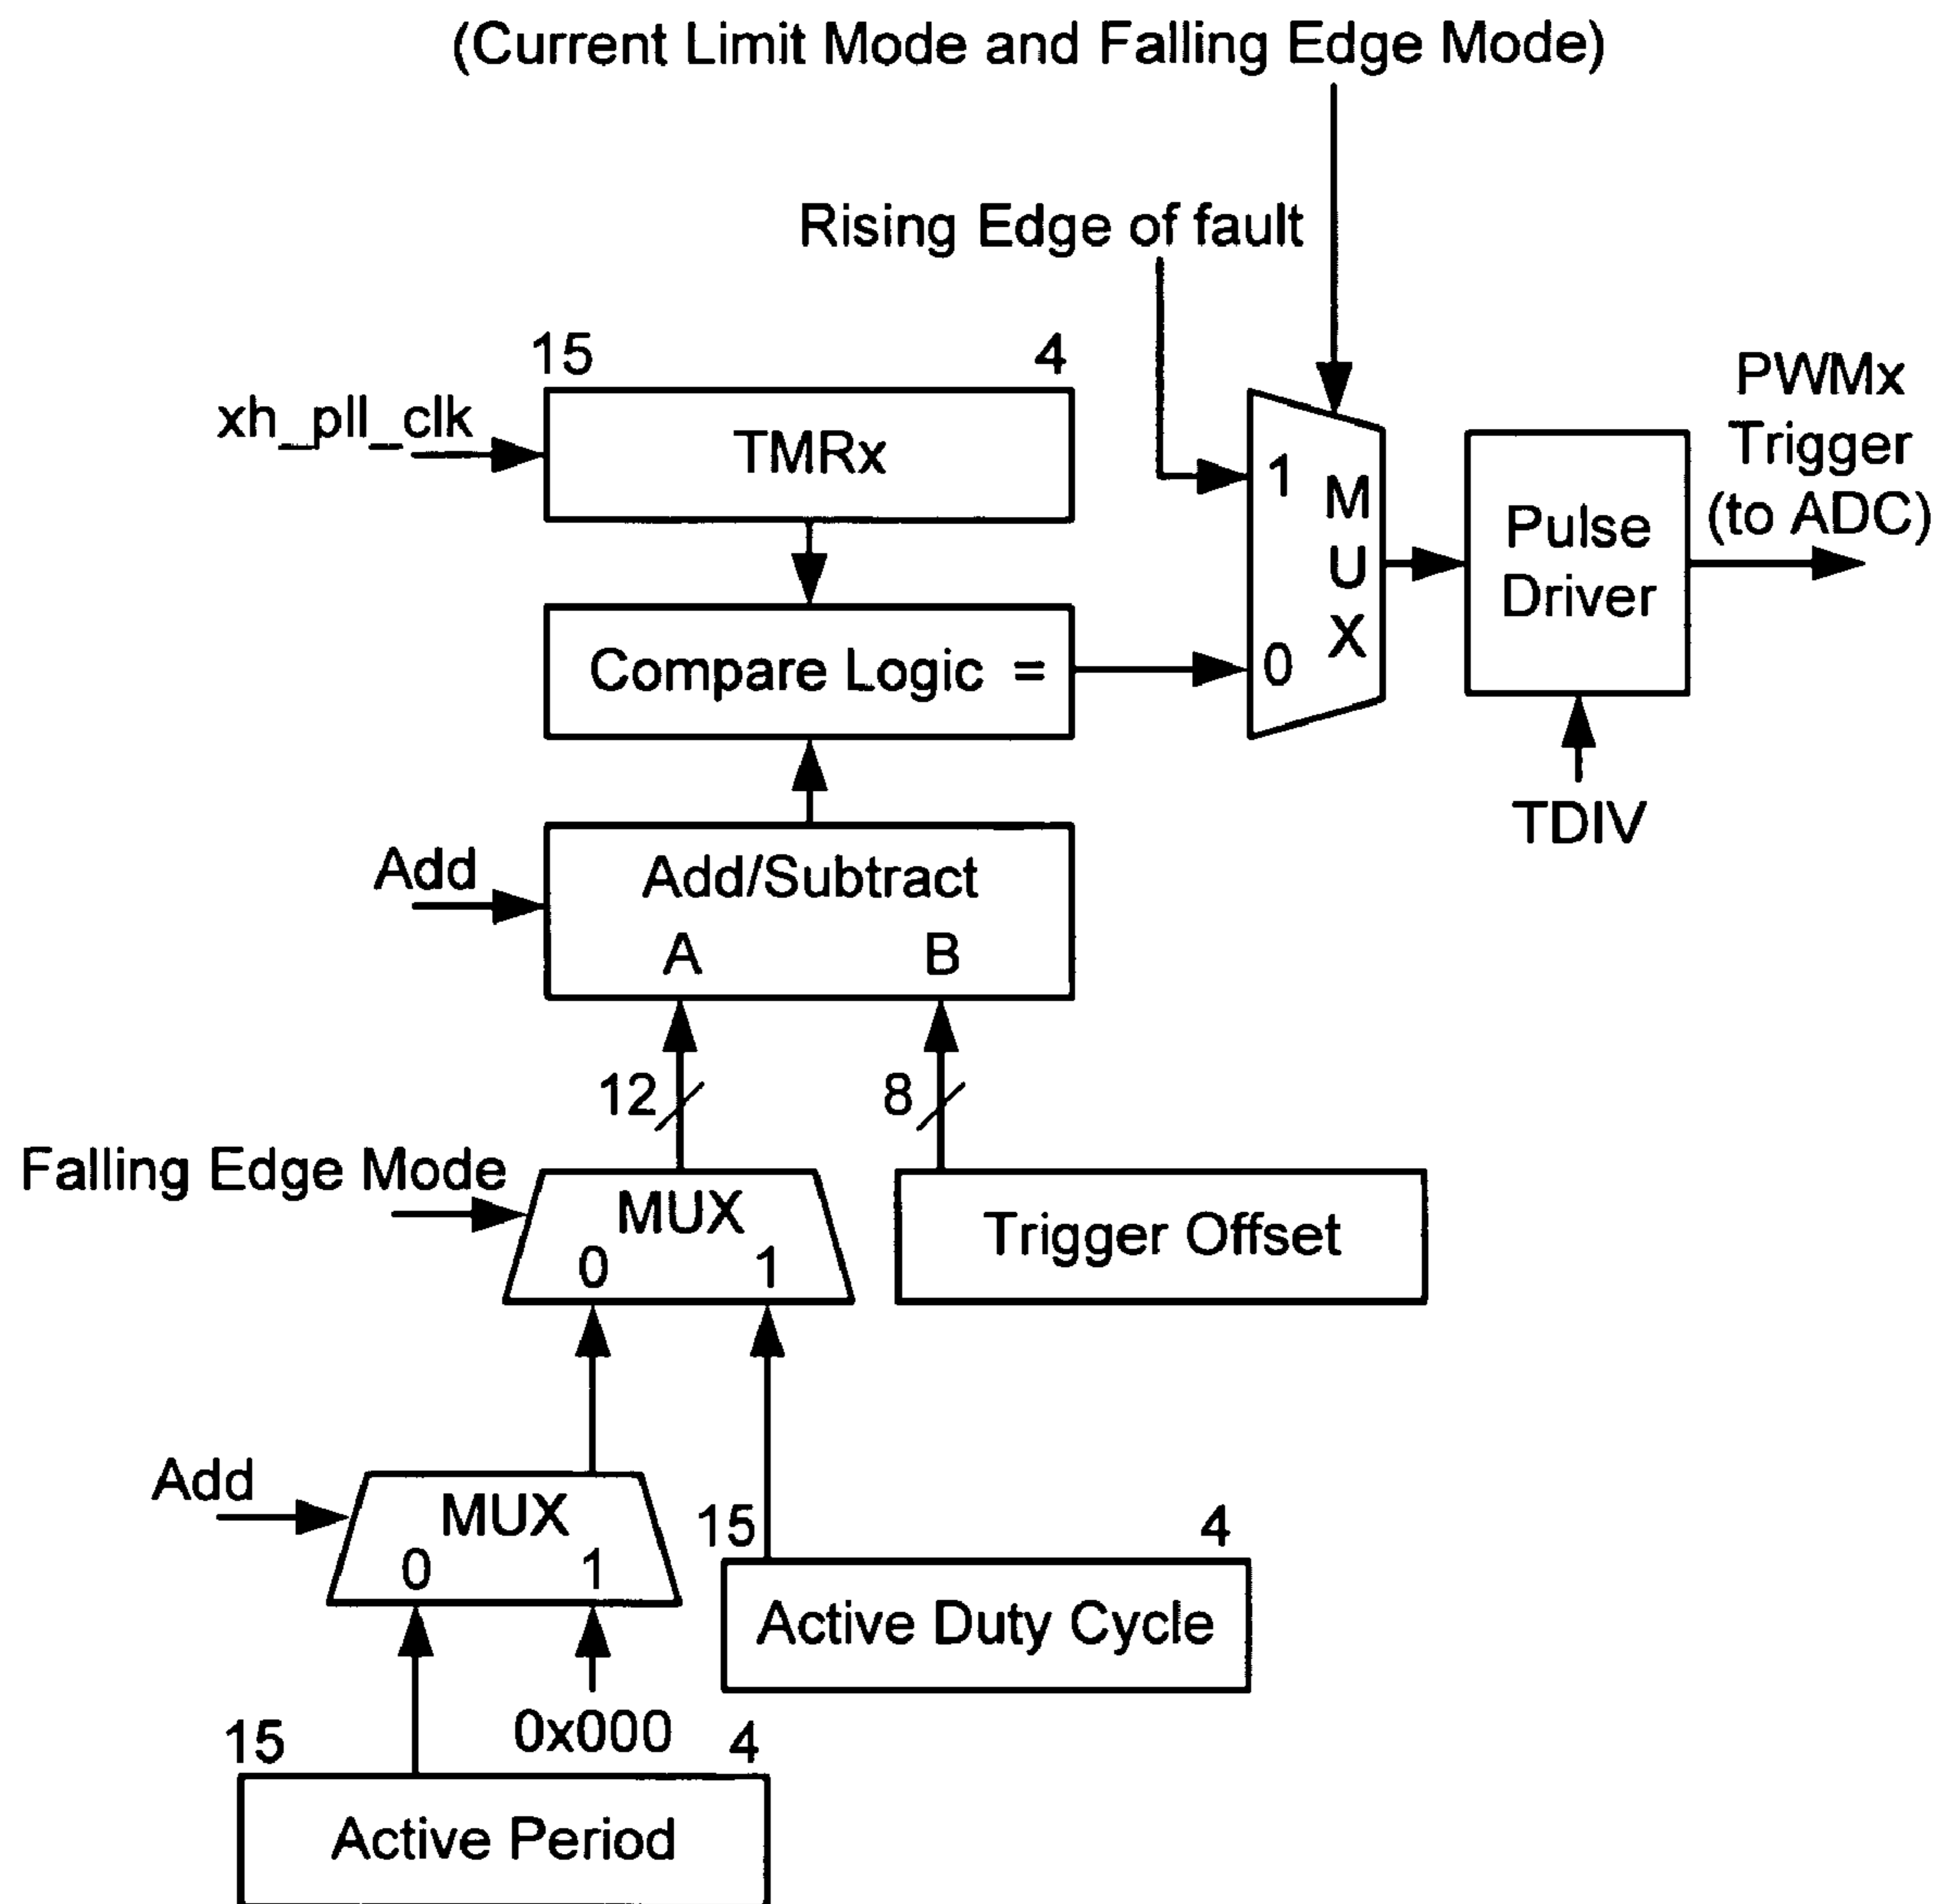 (Current Limit Mode and Falling Edge Mode)
Rising Edge of fault
15
4
xh_pll_clk
TMRx
1
M
U
X
0
Pulse
Driver
PWMx
Trigger
(to ADC)
Compare Logic =
TDIV
Add
Add/Subtract
A
B
12
8
Falling Edge Mode
MUX
0
1
Trigger Offset
Add
MUX
0
1
15
4
Active Duty Cycle
0x000
15
4
Active Period